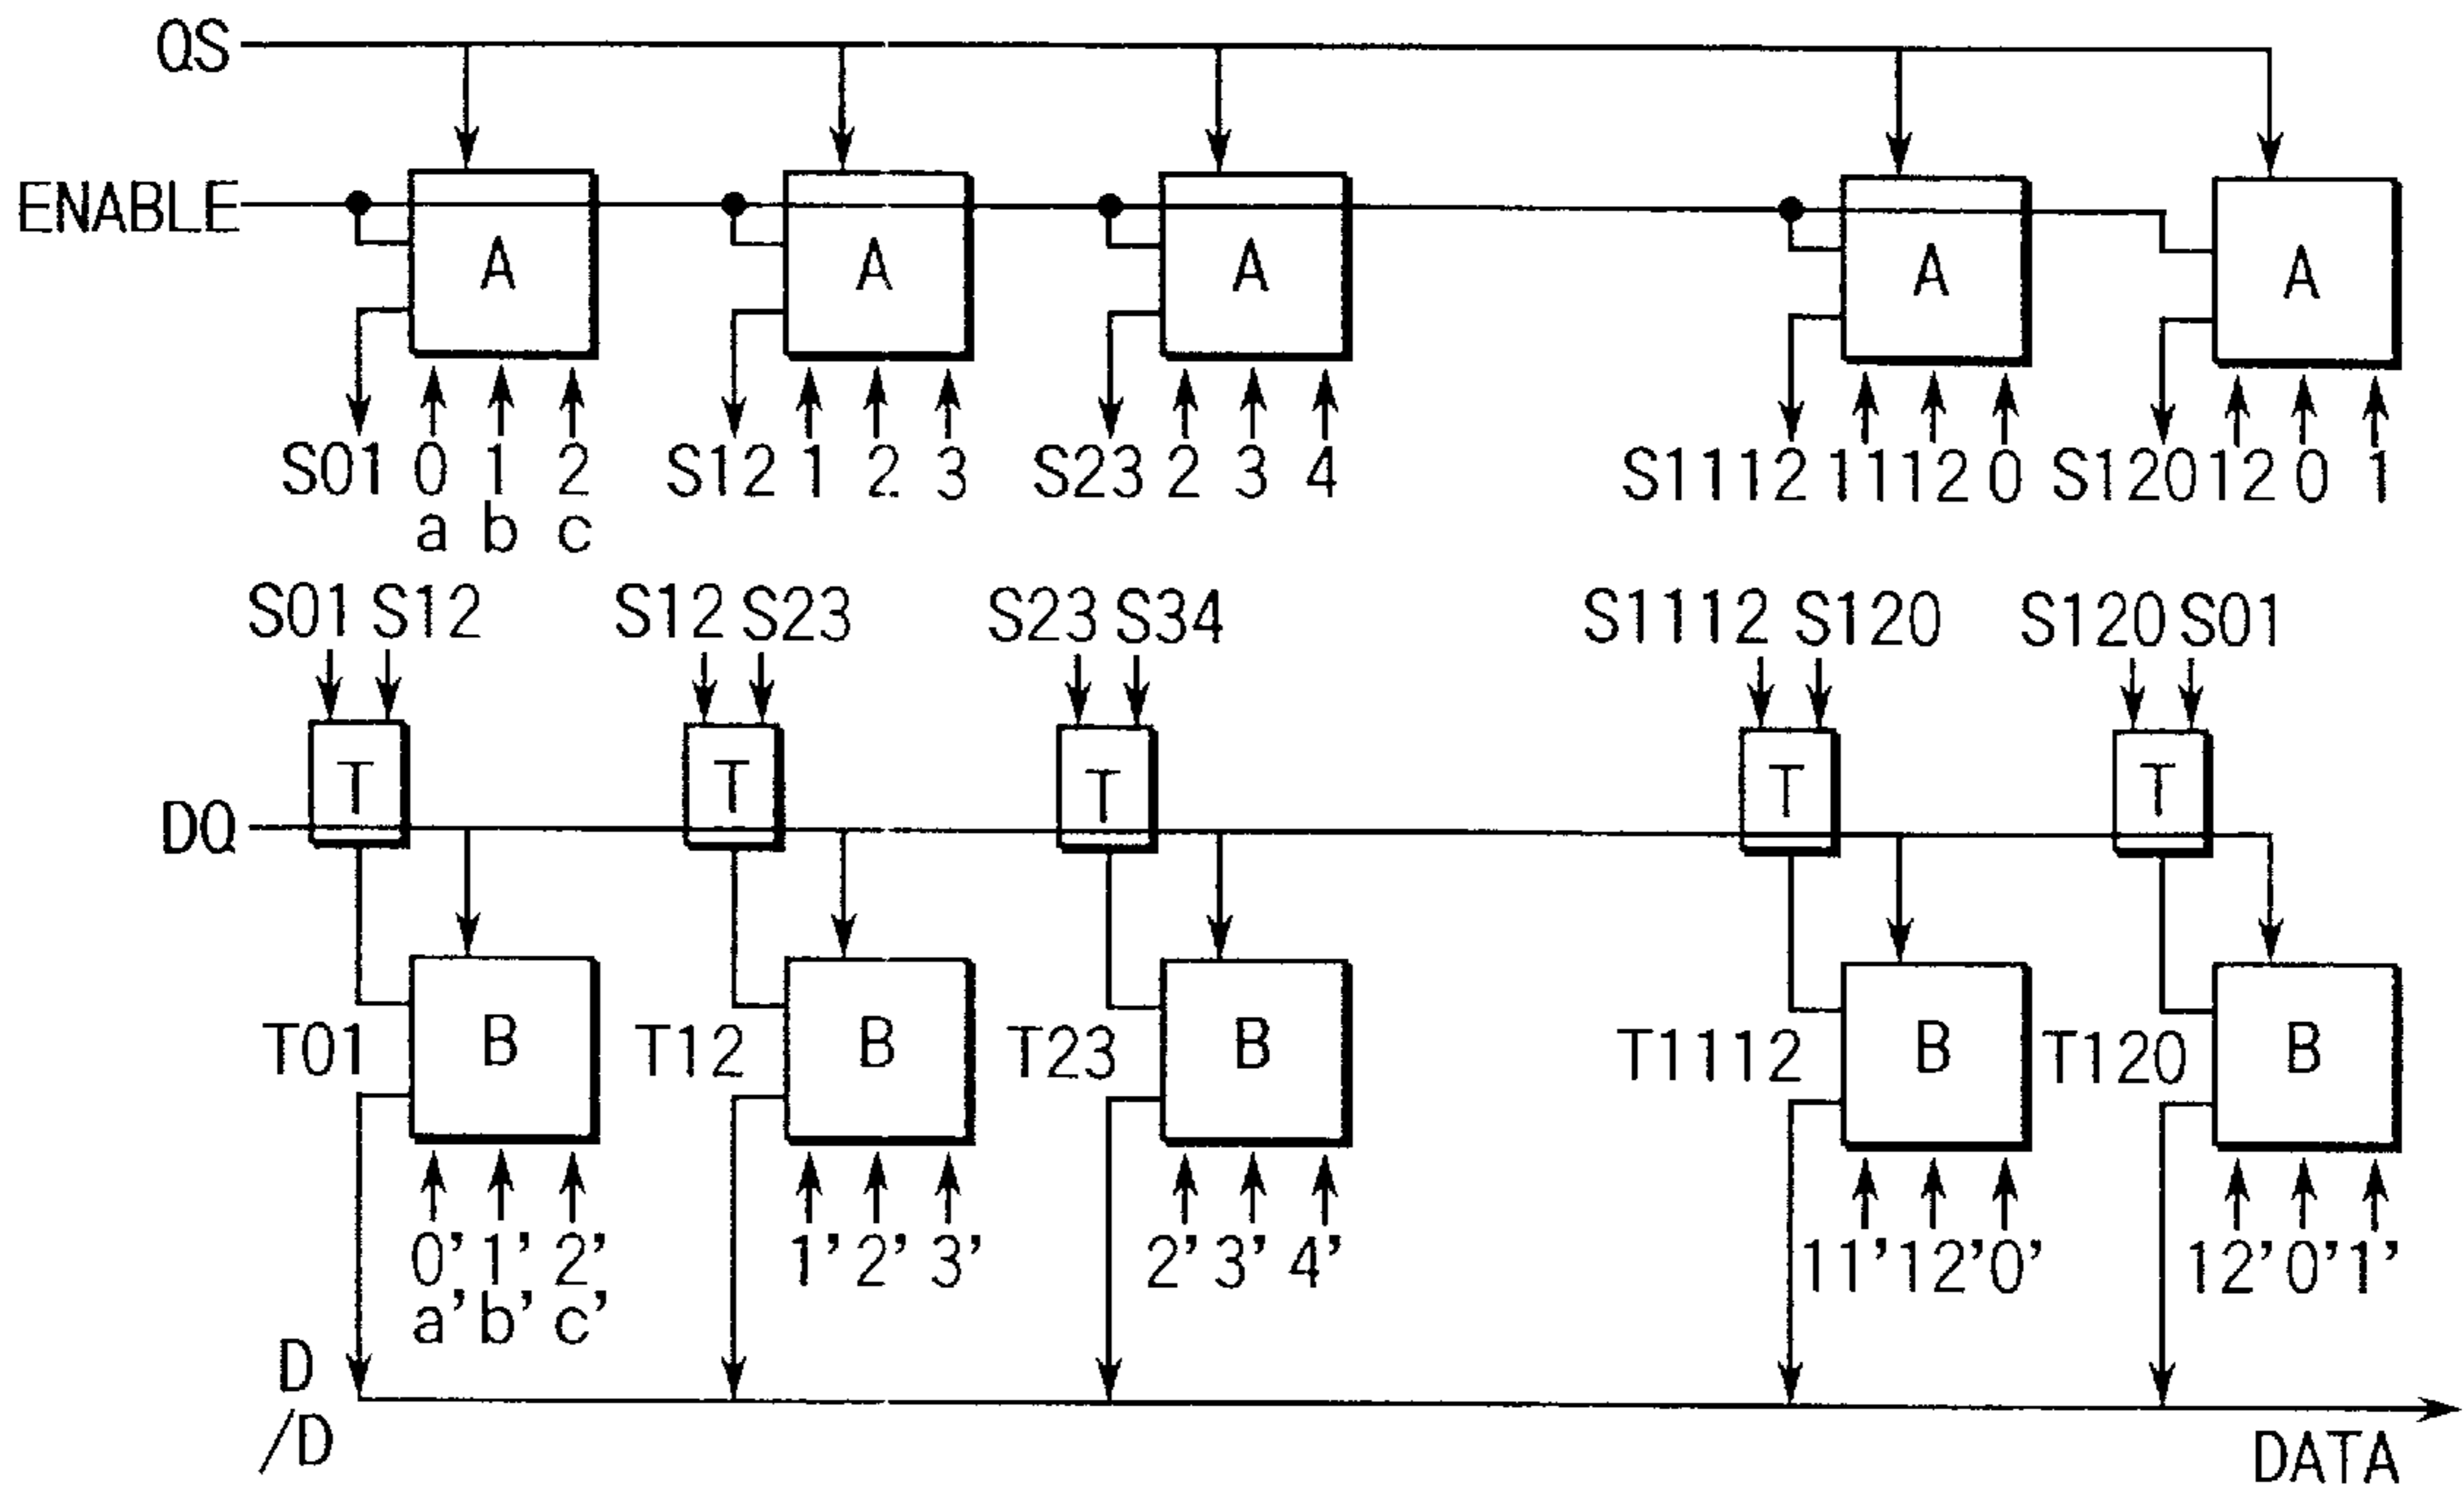 QS
ENABLE
A A A A A
S01 0 1 2 S12 1 2 3 S23 2 3 4 S1112 11 12 0 S120 12 0 1
a b c
S01 S12 S12 S23 S23 S34 S1112 S120 S120 S01
T T T T T
DQ
T01 B T12 B T23 B T1112 B T120 B
0' 1' 2' 1' 2' 3' 2' 3' 4' 11' 12' 0' 12' 0' 1'
a' b' c'
D
/D
DATA